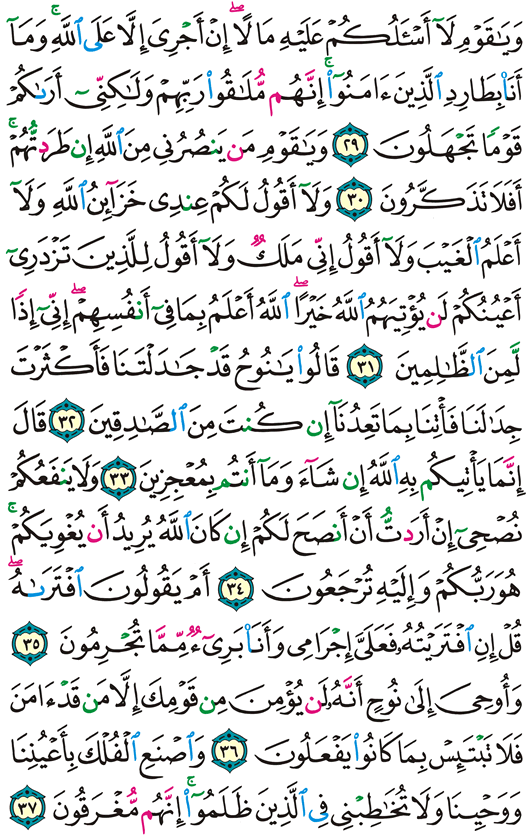 وَيَٰقَوۡمِ لَآ أَسۡـَٔلُكُمۡ عَلَيۡهِ مَالًاۖ إِنۡ أَجۡرِيَ إِلَّا عَلَى ٱللَّهِۚ وَمَآ
أَنَا۠ بِطَارِدِ ٱلَّذِينَ ءَامَنُوٓاْۚ إِنَّهُم مُّلَٰقُواْ رَبِّهِمۡ وَلَٰكِنِّيٓ أَرَىٰكُمۡ
قَوۡمٗا تَجۡهَلُونَ ٢٩ وَيَٰقَوۡمِ مَن يَنصُرُنِي مِنَ ٱللَّهِ إِن طَرَدتُّهُمۡۚ
أَفَلَا تَذَكَّرُونَ ٣٠ وَلَآ أَقُولُ لَكُمۡ عِندِي خَزَآئِنُ ٱللَّهِ وَلَآ
أَعۡلَمُ ٱلۡغَيۡبَ وَلَآ أَقُولُ إِنِّي مَلَكٞ وَلَآ أَقُولُ لِلَّذِينَ تَزۡدَرِيٓ
أَعۡيُنُكُمۡ لَن يُؤۡتِيَهُمُ ٱللَّهُ خَيۡرًاۖ ٱللَّهُ أَعۡلَمُ بِمَا فِيٓ أَنفُسِهِمۡۖ إِنِّيٓ إِذٗا
لَّمِنَ ٱلظَّٰلِمِينَ ٣١ قَالُواْ يَٰنُوحُ قَدۡ جَٰدَلۡتَنَا فَأَكۡثَرۡتَ
جِدَٰلَنَا فَأۡتِنَا بِمَا تَعِدُنَآ إِن كُنتَ مِنَ ٱلصَّٰدِقِينَ ٣٢ قَالَ
إِنَّمَا يَأۡتِيكُم بِهِ ٱللَّهُ إِن شَآءَ وَمَآ أَنتُم بِمُعۡجِزِينَ ٣٣ وَلَا يَنفَعُكُمۡ
نُصۡحِيٓ إِنۡ أَرَدتُّ أَنۡ أَنصَحَ لَكُمۡ إِن كَانَ ٱللَّهُ يُرِيدُ أَن يُغۡوِيَكُمۡۚ
هُوَ رَبُّكُمۡ وَإِلَيۡهِ تُرۡجَعُونَ ٣٤ أَمۡ يَقُولُونَ ٱفۡتَرَىٰهُۖ
قُلۡ إِنِ ٱفۡتَرَيۡتُهُۥ فَعَلَيَّ إِجۡرَامِي وَأَنَا۠ بَرِيٓءٞ مِّمَّا تُجۡرِمُونَ ٣٥
وَأُوحِيَ إِلَىٰ نُوحٍ أَنَّهُۥ لَن يُؤۡمِنَ مِن قَوۡمِكَ إِلَّا مَن قَدۡ ءَامَنَ
فَلَا تَبۡتَئِسۡ بِمَا كَانُواْ يَفۡعَلُونَ ٣٦ وَٱصۡنَعِ ٱلۡفُلۡكَ بِأَعۡيُنِنَا
وَوَحۡيِنَا وَلَا تُخَٰطِبۡنِي فِي ٱلَّذِينَ ظَلَمُوٓاْۚ إِنَّهُم مُّغۡرَقُونَ ٣٧